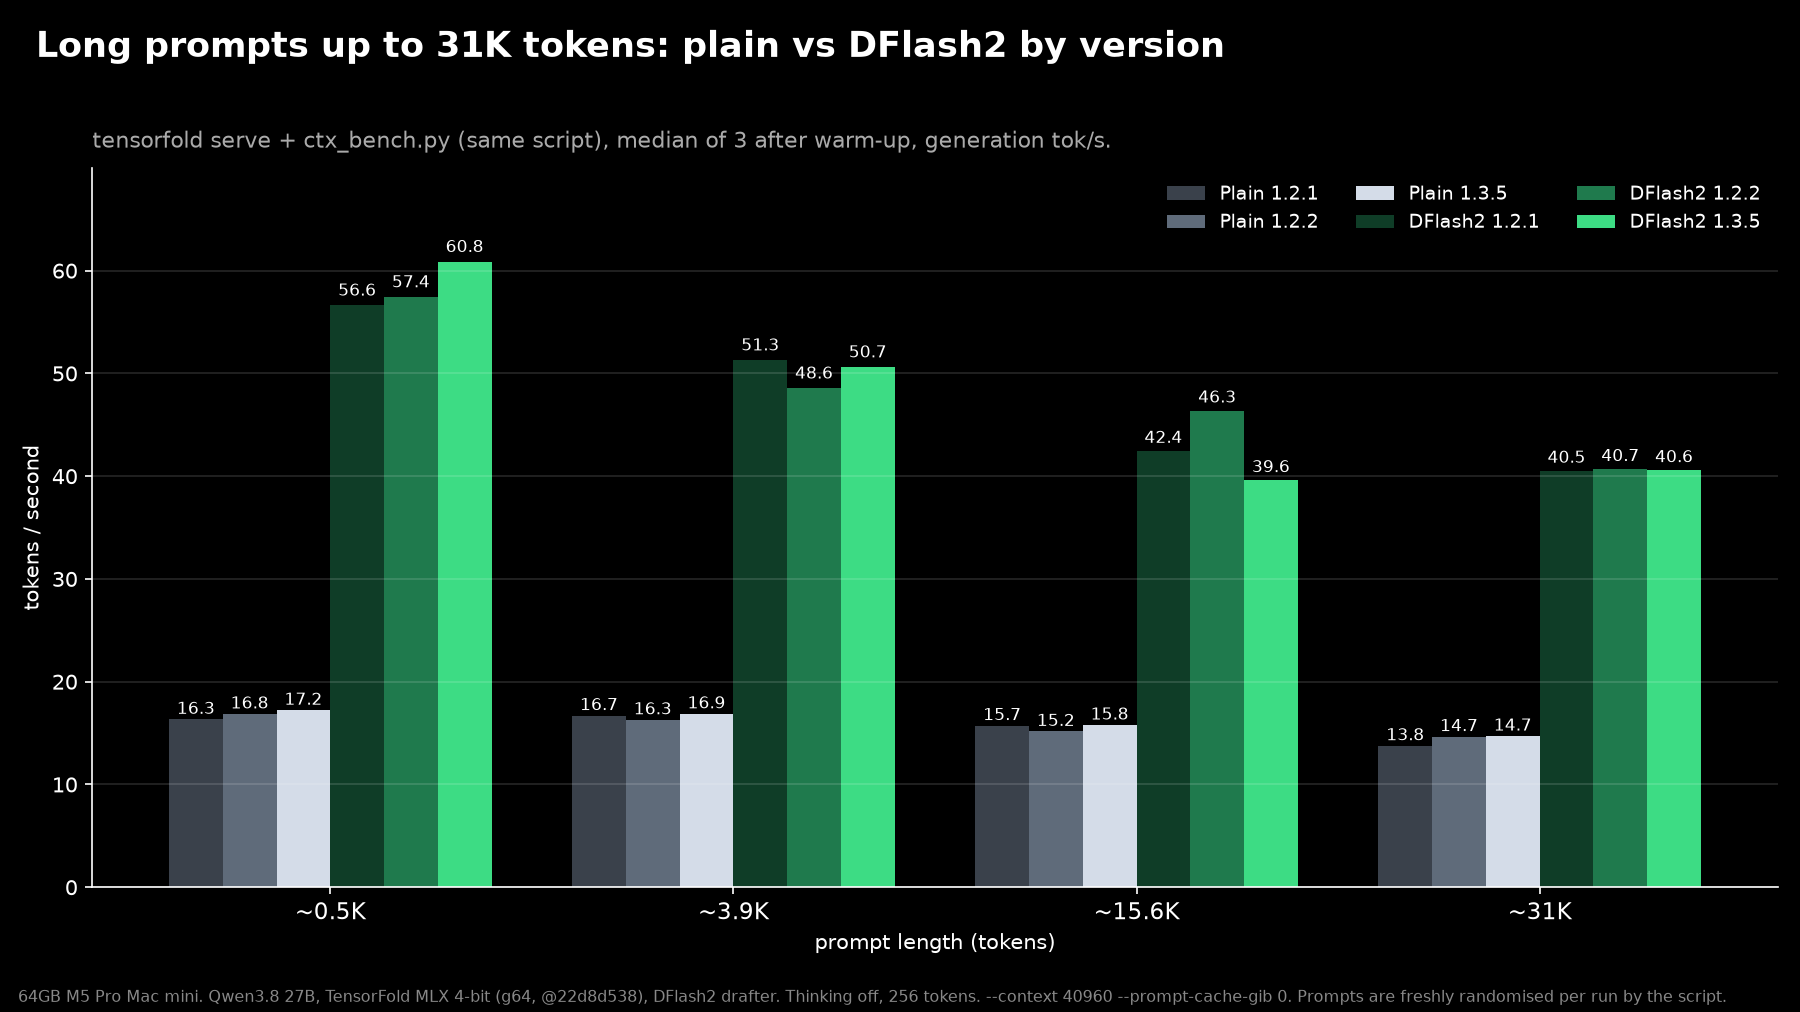 Long prompts up to 31K tokens: plain vs DFlash2 by version
tensorfold serve + ctx_bench.py (same script), median of 3 after warm-up, generation tok/s.
Plain 1.2.1 Plain 1.3.5 DFlash2 1.2.2
Plain 1.2.2 DFlash2 1.2.1 DFlash2 1.3.5
tokens / second
60
50
40
30
20
10
0
16.3 16.8 17.2 56.6 57.4 60.8
16.7 16.3 16.9 51.3 48.6 50.7
15.7 15.2 15.8 42.4 46.3 39.6
13.8 14.7 14.7 40.5 40.7 40.6
~0.5K ~3.9K ~15.6K ~31K
prompt length (tokens)
64GB M5 Pro Mac mini. Qwen3.8 27B, TensorFold MLX 4-bit (g64, @22d8d538), DFlash2 drafter. Thinking off, 256 tokens. --context 40960 --prompt-cache-gib 0. Prompts are freshly randomised per run by the script.